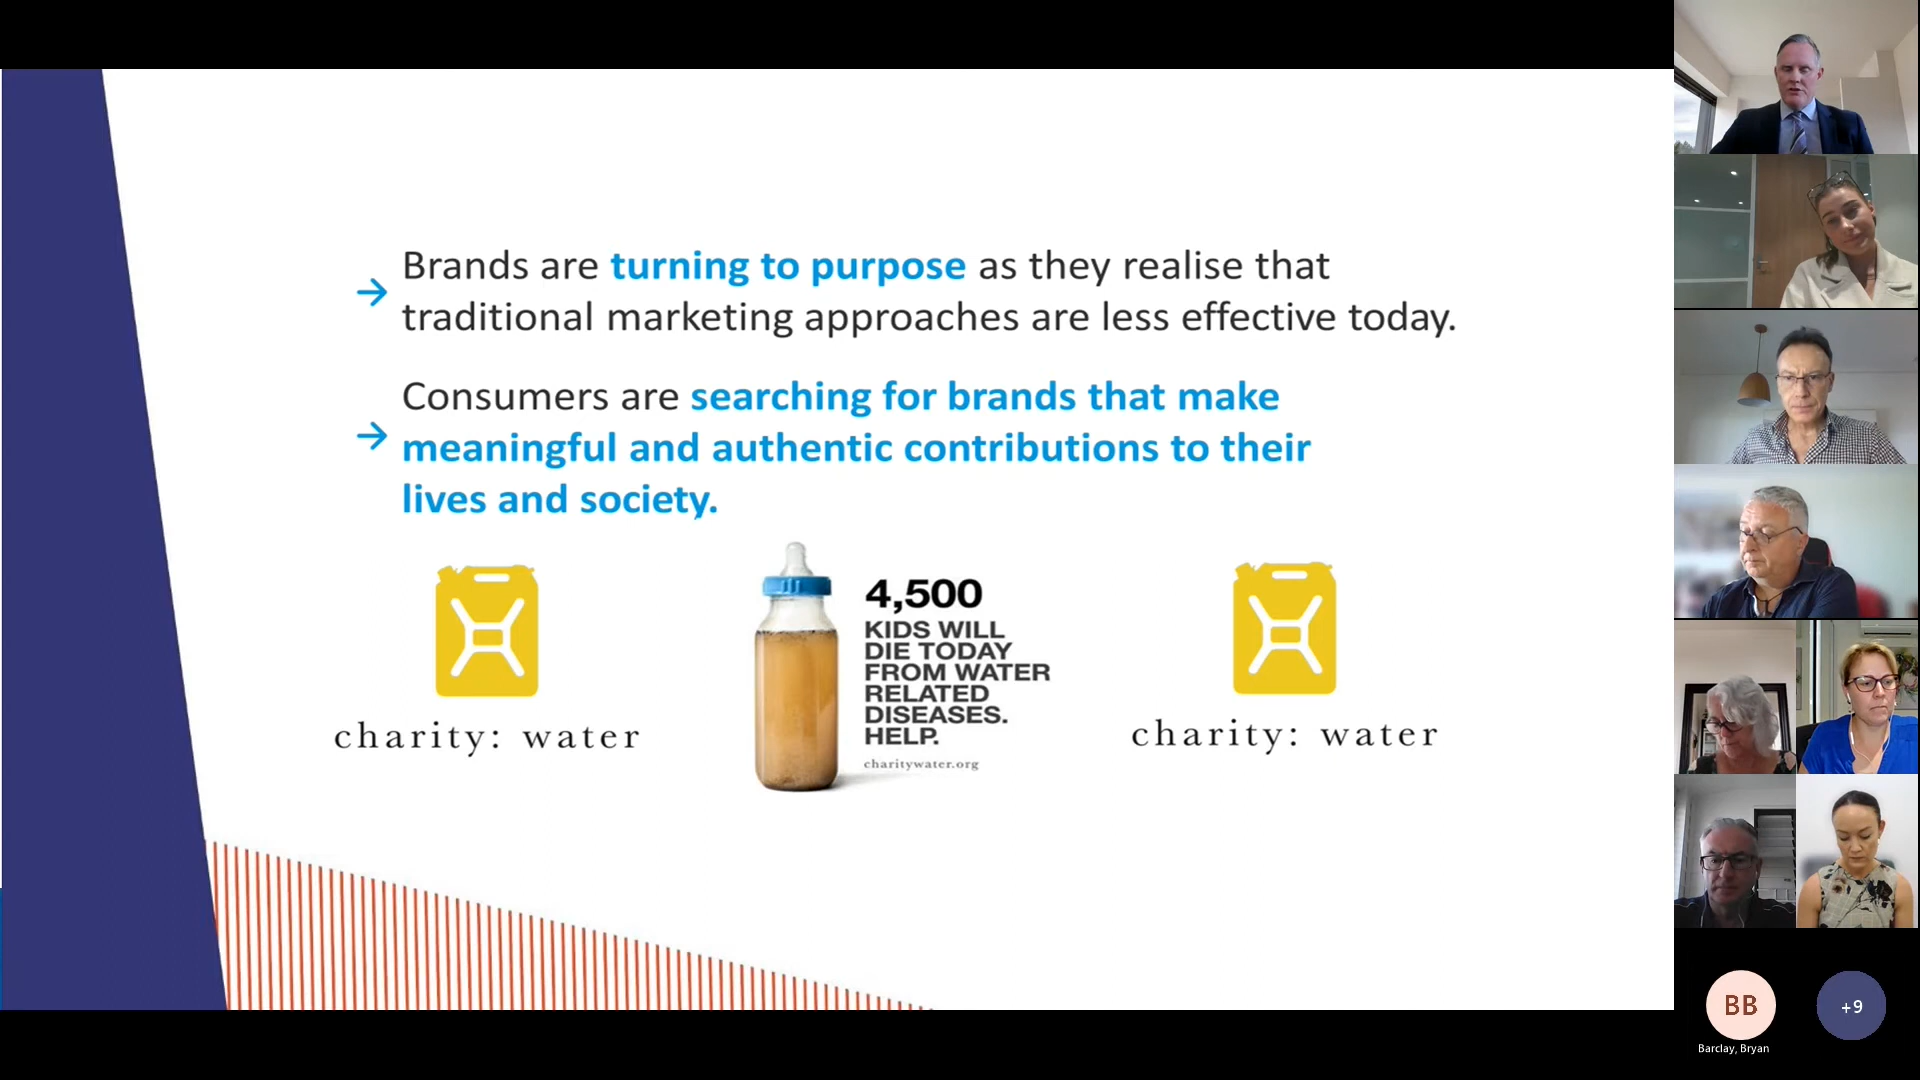 Brands are turning to purpose as they realise that
traditional marketing approaches are less effective today.
Consumers are searching for brands that make
meaningful and authentic contributions to their
lives and society.
charity: water
4,500
KIDS WILL
DIE TODAY
FROM WATER
RELATED
DISEASES.
HELP.
charitywater.org
charity: water
BB
+9
Barclay, Bryan